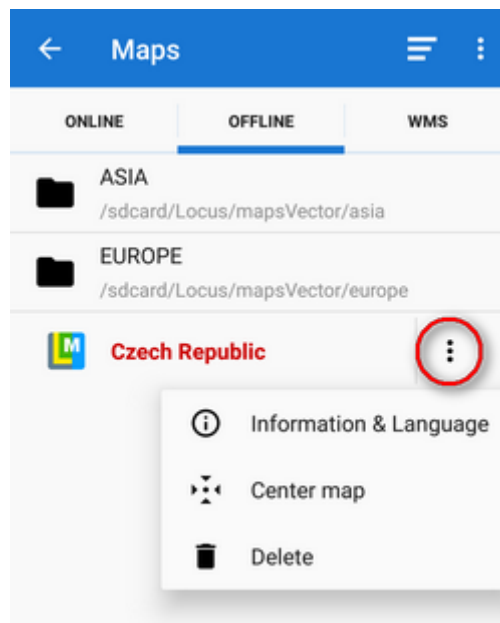 Maps
ONLINE OFFLINE WMS
ASIA
/sdcard/Locus/mapsVector/asia
EUROPE
/sdcard/Locus/mapsVector/europe
LM Czech Republic
Information & Language
Center map
Delete